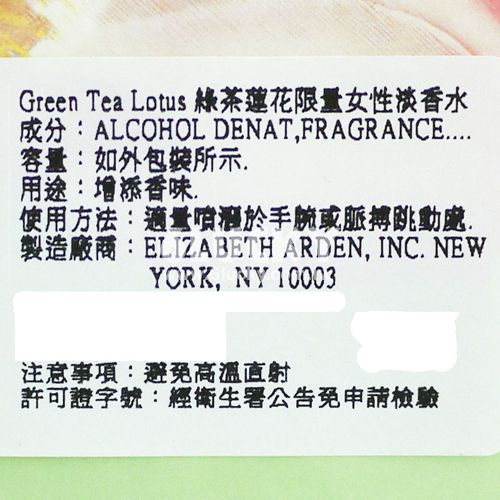 Green Tea Lotus 綠茶蓮花限量女性淡香水
成分：ALCOHOL DENAT,FRAGRANCE....
容量：如外包裝所示.
用途：增添香味.
使用方法：適量噴灑於手腕或脈搏跳動處.
製造廠商：ELIZABETH ARDEN, INC. NEW
YORK, NY 10003
注意事項：避免高溫直射
許可證字號：經衛生署公告免申請檢驗